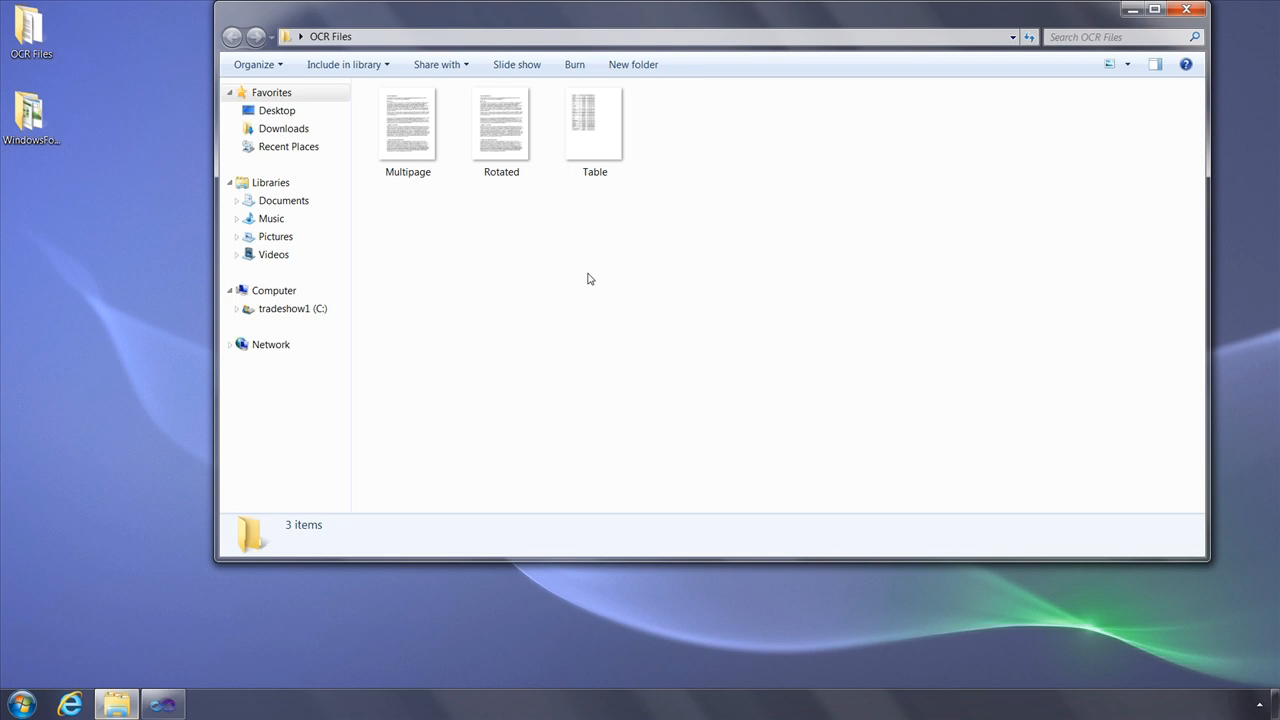 OCR Files
WindowsFo...
OCR Files
Search OCR Files
Organize
Include in library
Share with
Slide show
Burn
New folder
Favorites
Desktop
Downloads
Recent Places
Libraries
Documents
Music
Pictures
Videos
Computer
tradeshow1 (C:)
Network
Multipage
Rotated
Table
3 items